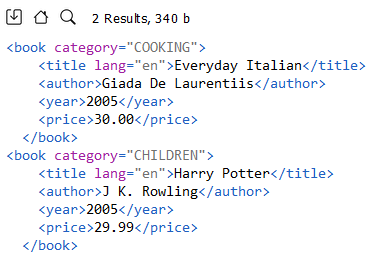 2 Results, 340 b
<book category="COOKING">
    <title lang="en">Everyday Italian</title>
    <author>Giada De Laurentiis</author>
    <year>2005</year>
    <price>30.00</price>
  </book>
<book category="CHILDREN">
    <title lang="en">Harry Potter</title>
    <author>J K. Rowling</author>
    <year>2005</year>
    <price>29.99</price>
  </book>